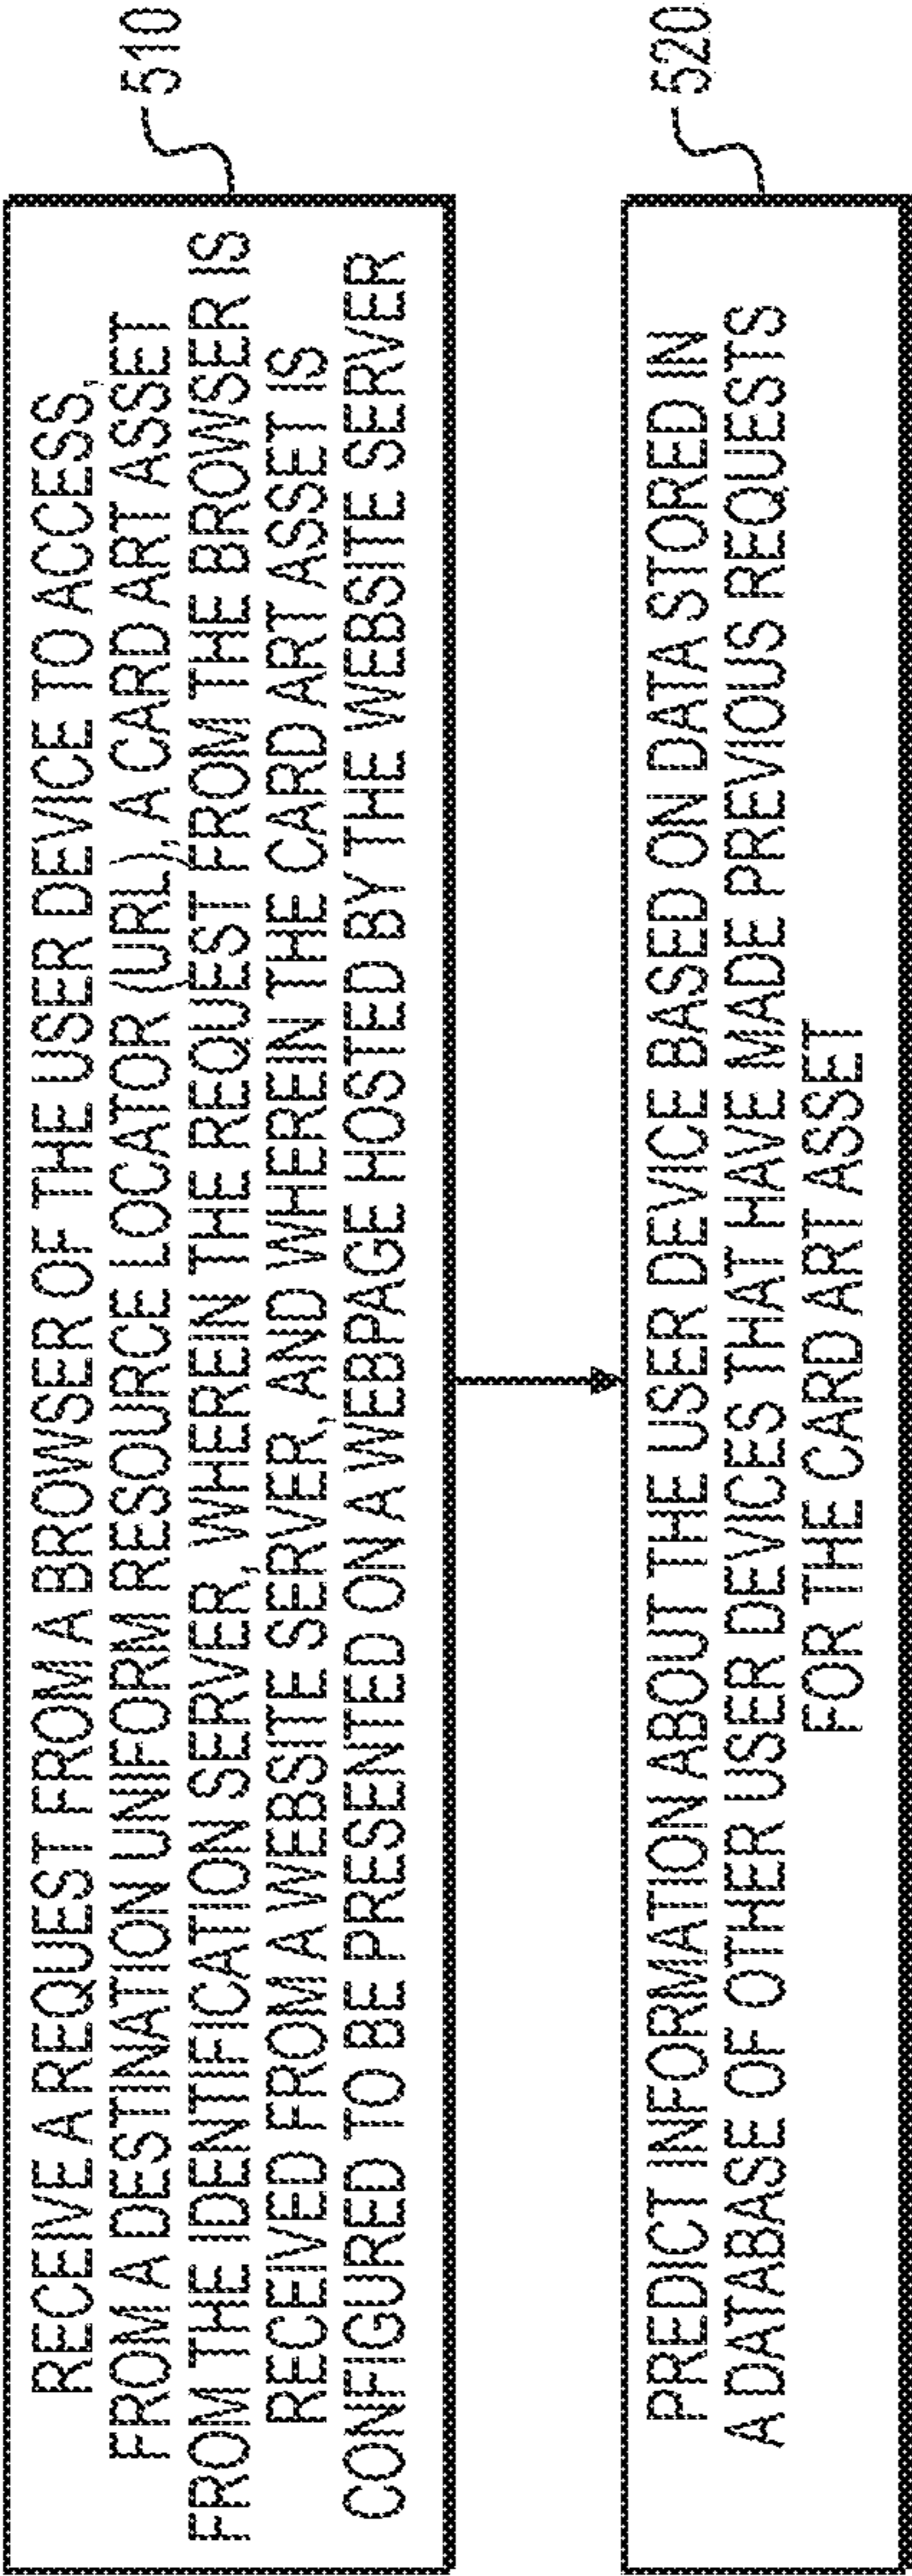 RECEIVE A REQUEST FROM A BROWSER OF THE USER DEVICE TO ACCESS,
FROM A DESTINATION UNIFORM RESOURCE LOCATOR (URL), A CARD ART ASSET
FROM THE IDENTIFICATION SERVER, WHEREIN THE REQUEST FROM THE BROWSER IS
RECEIVED FROM A WEBSITE SERVER, AND WHEREIN THE CARD ART ASSET IS
CONFIGURED TO BE PRESENTED ON A WEBPAGE HOSTED BY THE WEBSITE SERVER
510
PREDICT INFORMATION ABOUT THE USER DEVICE BASED ON DATA STORED IN
A DATABASE OF OTHER USER DEVICES THAT HAVE MADE PREVIOUS REQUESTS
FOR THE CARD ART ASSET
520